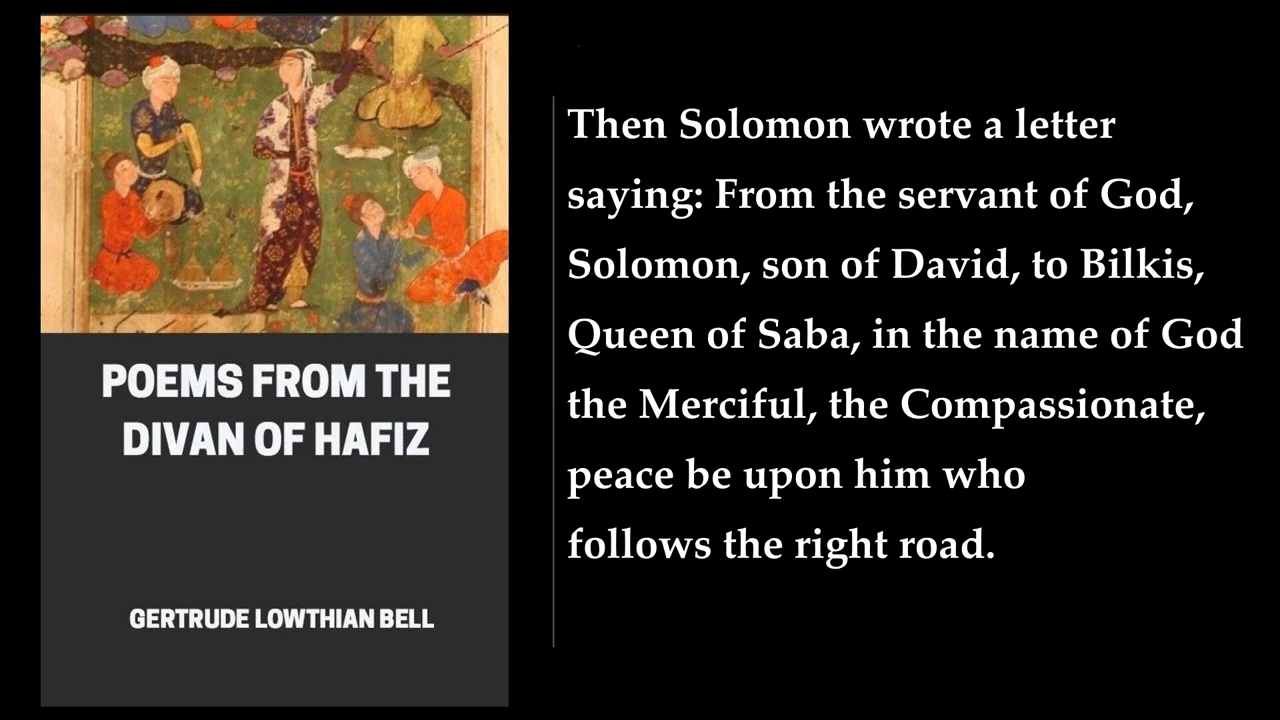 POEMS FROM THE
DIVAN OF HAFIZ
GERTRUDE LOWTHIAN BELL
Then Solomon wrote a letter
saying: From the servant of God,
Solomon, son of David, to Bilkis,
Queen of Saba, in the name of God
the Merciful, the Compassionate,
peace be upon him who
follows the right road.